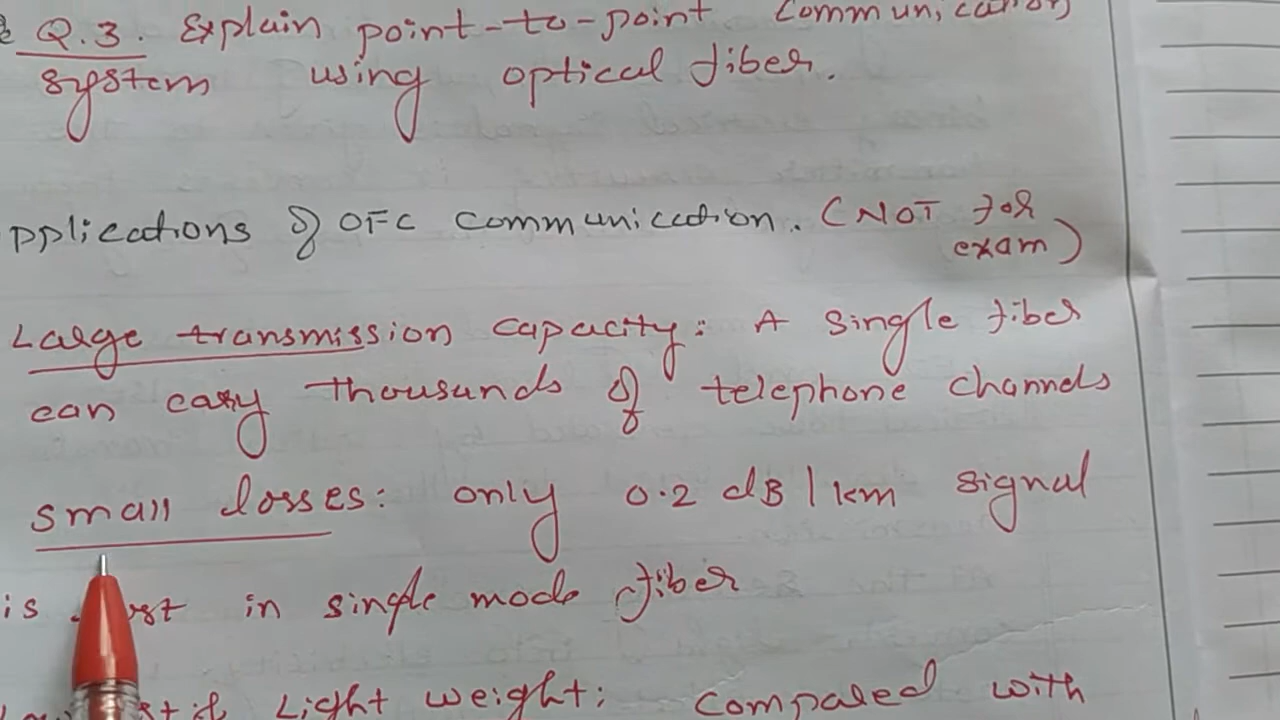 Q.3. Explain point-to-point communication
system using optical fiber.
pplications of OFC communication. (NOT for
exam)
Large transmission capacity: A single fiber
can cary thousands of telephone channels
small losses: only 0.2 dB/km signal
is in single mode fiber
Light weight: Compared with